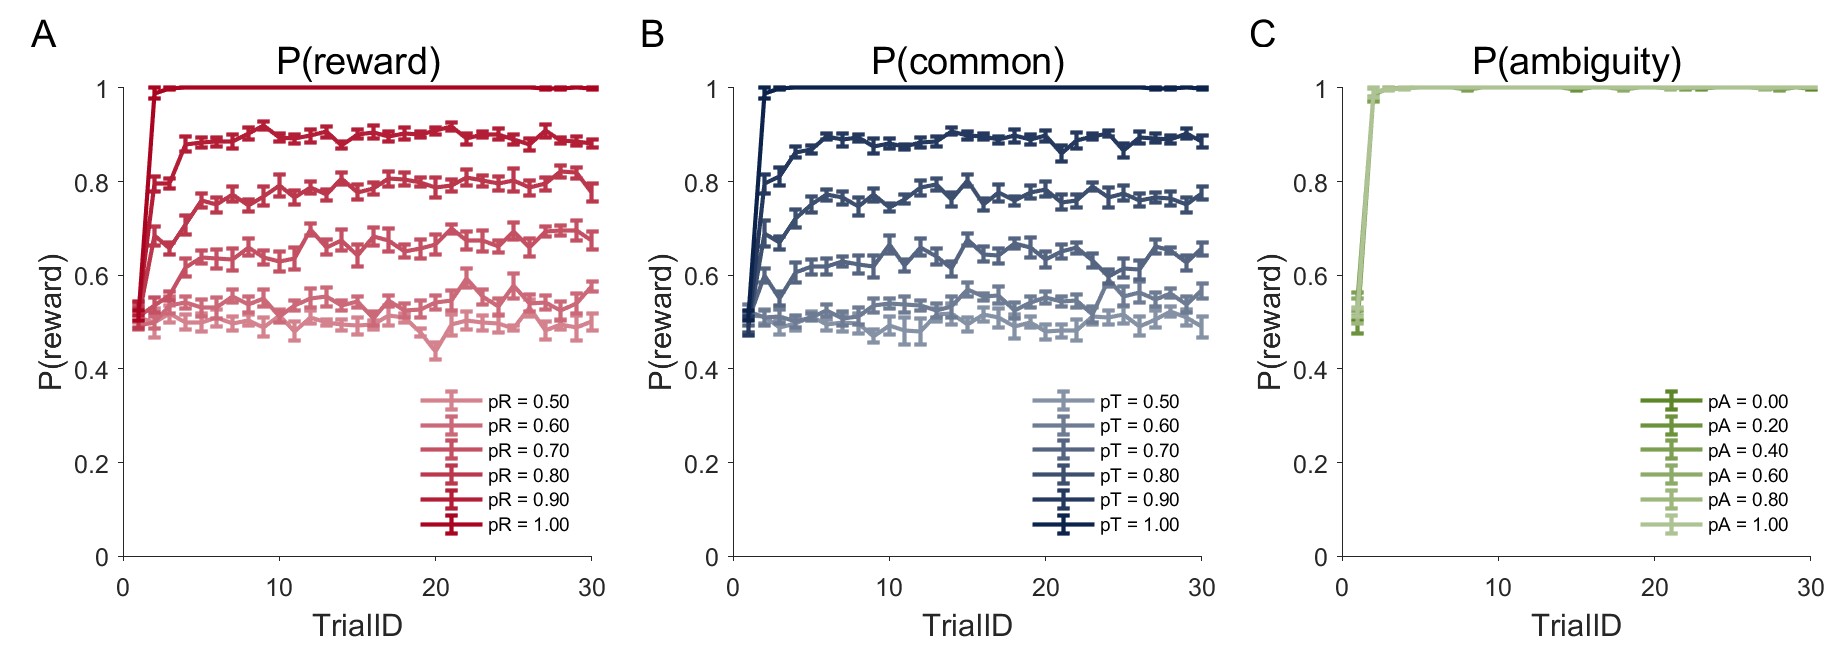 A
P(reward)
P(reward)
1
0.8
0.6
0.4
0.2
0
0
10
20
30
TrialID
pR = 0.50
pR = 0.60
pR = 0.70
pR = 0.80
pR = 0.90
pR = 1.00
B
P(common)
P(reward)
1
0.8
0.6
0.4
0.2
0
0
10
20
30
TrialID
pT = 0.50
pT = 0.60
pT = 0.70
pT = 0.80
pT = 0.90
pT = 1.00
C
P(ambiguity)
P(reward)
1
0.8
0.6
0.4
0.2
0
0
10
20
30
TrialID
pA = 0.00
pA = 0.20
pA = 0.40
pA = 0.60
pA = 0.80
pA = 1.00